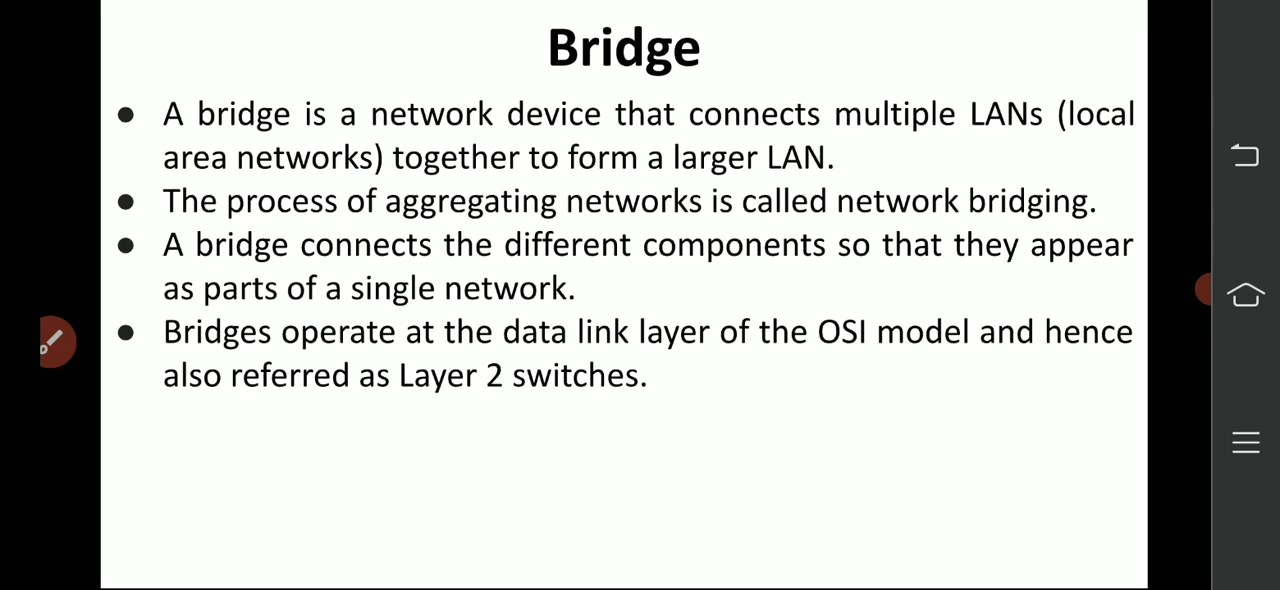 Bridge
● A bridge is a network device that connects multiple LANs (local
area networks) together to form a larger LAN.
● The process of aggregating networks is called network bridging.
● A bridge connects the different components so that they appear
as parts of a single network.
● Bridges operate at the data link layer of the OSI model and hence
also referred as Layer 2 switches.